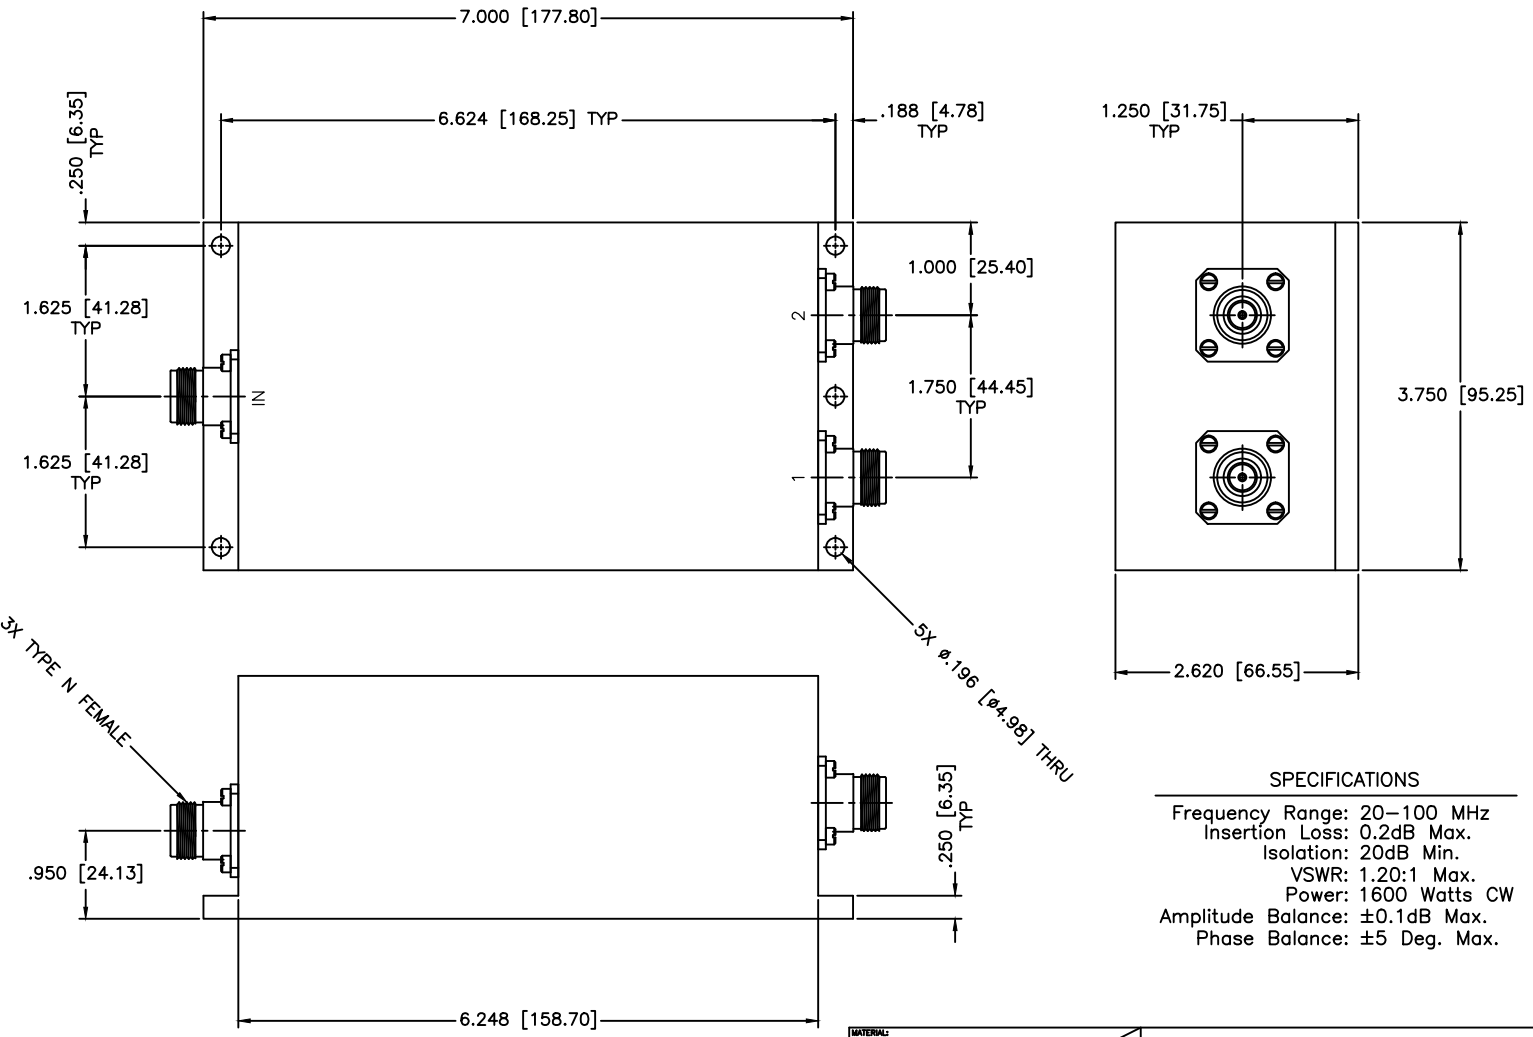 7.000 [177.80]
6.624 [168.25] TYP
.188 [4.78]
TYP
1.250 [31.75]
TYP
.250 [6.35]
TYP
1.625 [41.28]
TYP
1.625 [41.28]
TYP
IN
2
1
1.000 [25.40]
1.750 [44.45]
TYP
3.750 [95.25]
2.620 [66.55]
5X ø.196 [ø4.98] THRU
3X TYPE N FEMALE
.950 [24.13]
.250 [6.35]
TYP
6.248 [158.70]
SPECIFICATIONS
Frequency Range: 20-100 MHz
Insertion Loss: 0.2dB Max.
Isolation: 20dB Min.
VSWR: 1.20:1 Max.
Power: 1600 Watts CW
Amplitude Balance: ±0.1dB Max.
Phase Balance: ±5 Deg. Max.
MATERIAL: